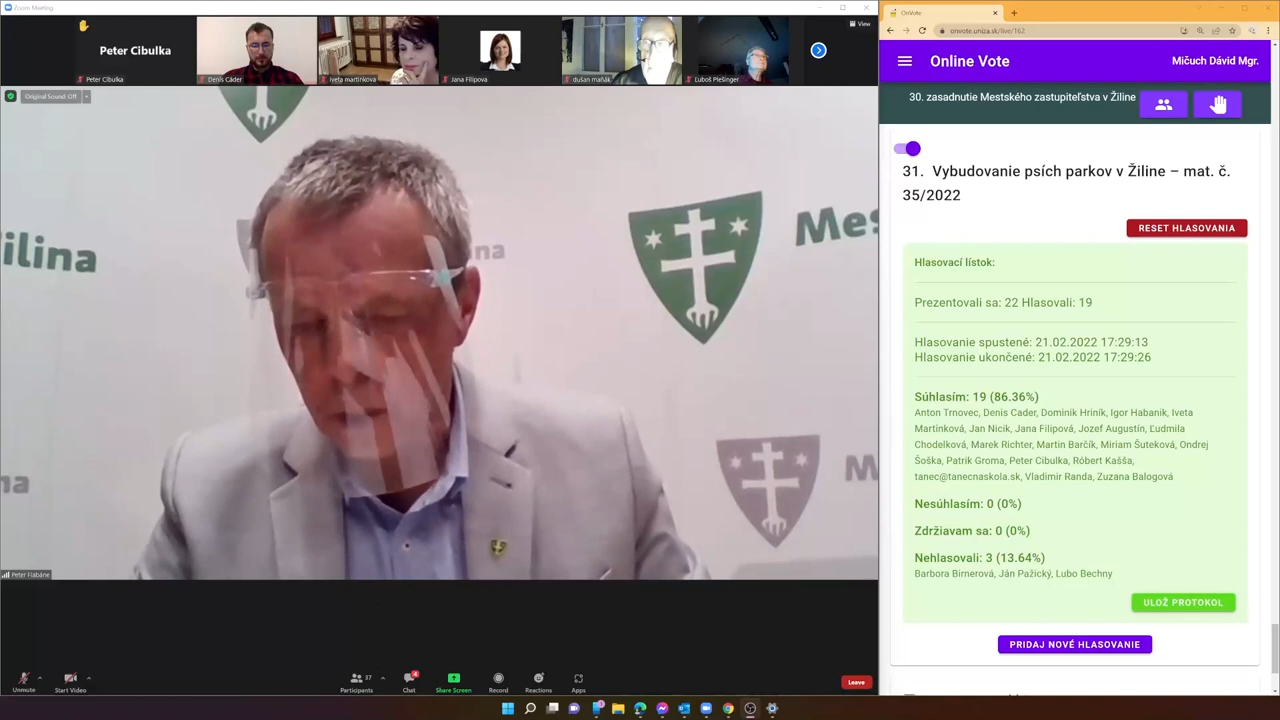 Zoom Meeting
Peter Cibulka
Peter Cibulka
Denis Cáder
iveta martinkova
Jana Filipova
dušan maňák
Ľuboš Plešinger
View
Original Sound: Off
ilina
ina
Mes
M
na
Peter Fiabáne
Unmute
Start Video
Participants
37
Chat
Share Screen
Record
Reactions
Apps
Leave
OnVote
onvote.uniza.sk/live/162
Online Vote
Mičuch Dávid Mgr.
30. zasadnutie Mestského zastupiteľstva v Žiline
31. Vybudovanie psích parkov v Žiline – mat. č.
35/2022
RESET HLASOVANIA
Hlasovací lístok:
Prezentovali sa: 22 Hlasovali: 19
Hlasovanie spustené: 21.02.2022 17:29:13
Hlasovanie ukončené: 21.02.2022 17:29:26
Súhlasím: 19 (86.36%)
Anton Trnovec, Denis Cader, Dominik Hriník, Igor Habanik, Iveta
Martinková, Jan Nicik, Jana Filipová, Jozef Augustín, Ľudmila
Chodelková, Marek Richter, Martin Barčík, Miriam Šuteková, Ondrej
Šoška, Patrik Groma, Peter Cibulka, Róbert Kašša,
tanec@tanecnaskola.sk, Vladimir Randa, Zuzana Balogová
Nesúhlasím: 0 (0%)
Zdržiavam sa: 0 (0%)
Nehlasovali: 3 (13.64%)
Barbora Birnerová, Ján Pažický, Lubo Bechny
ULOŽ PROTOKOL
PRIDAJ NOVÉ HLASOVANIE